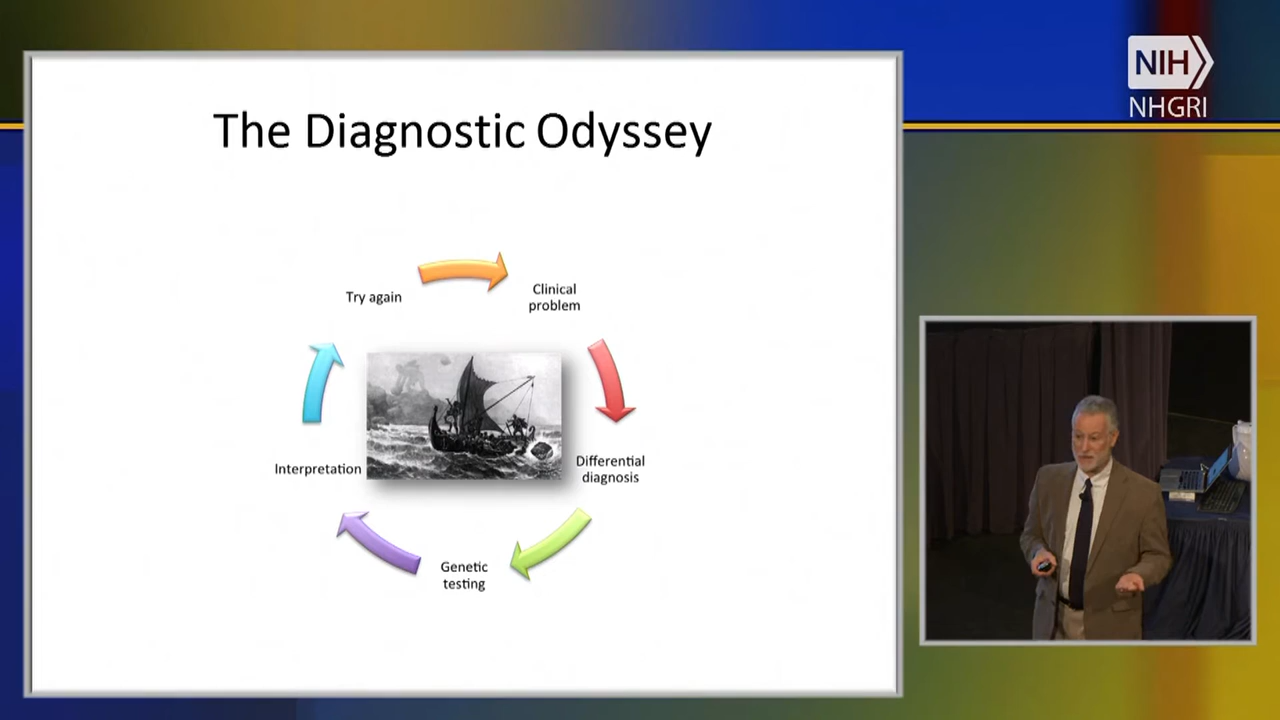 NIH
NHGRI
The Diagnostic Odyssey
Try again
Clinical
problem
Interpretation
Differential
diagnosis
Genetic
testing